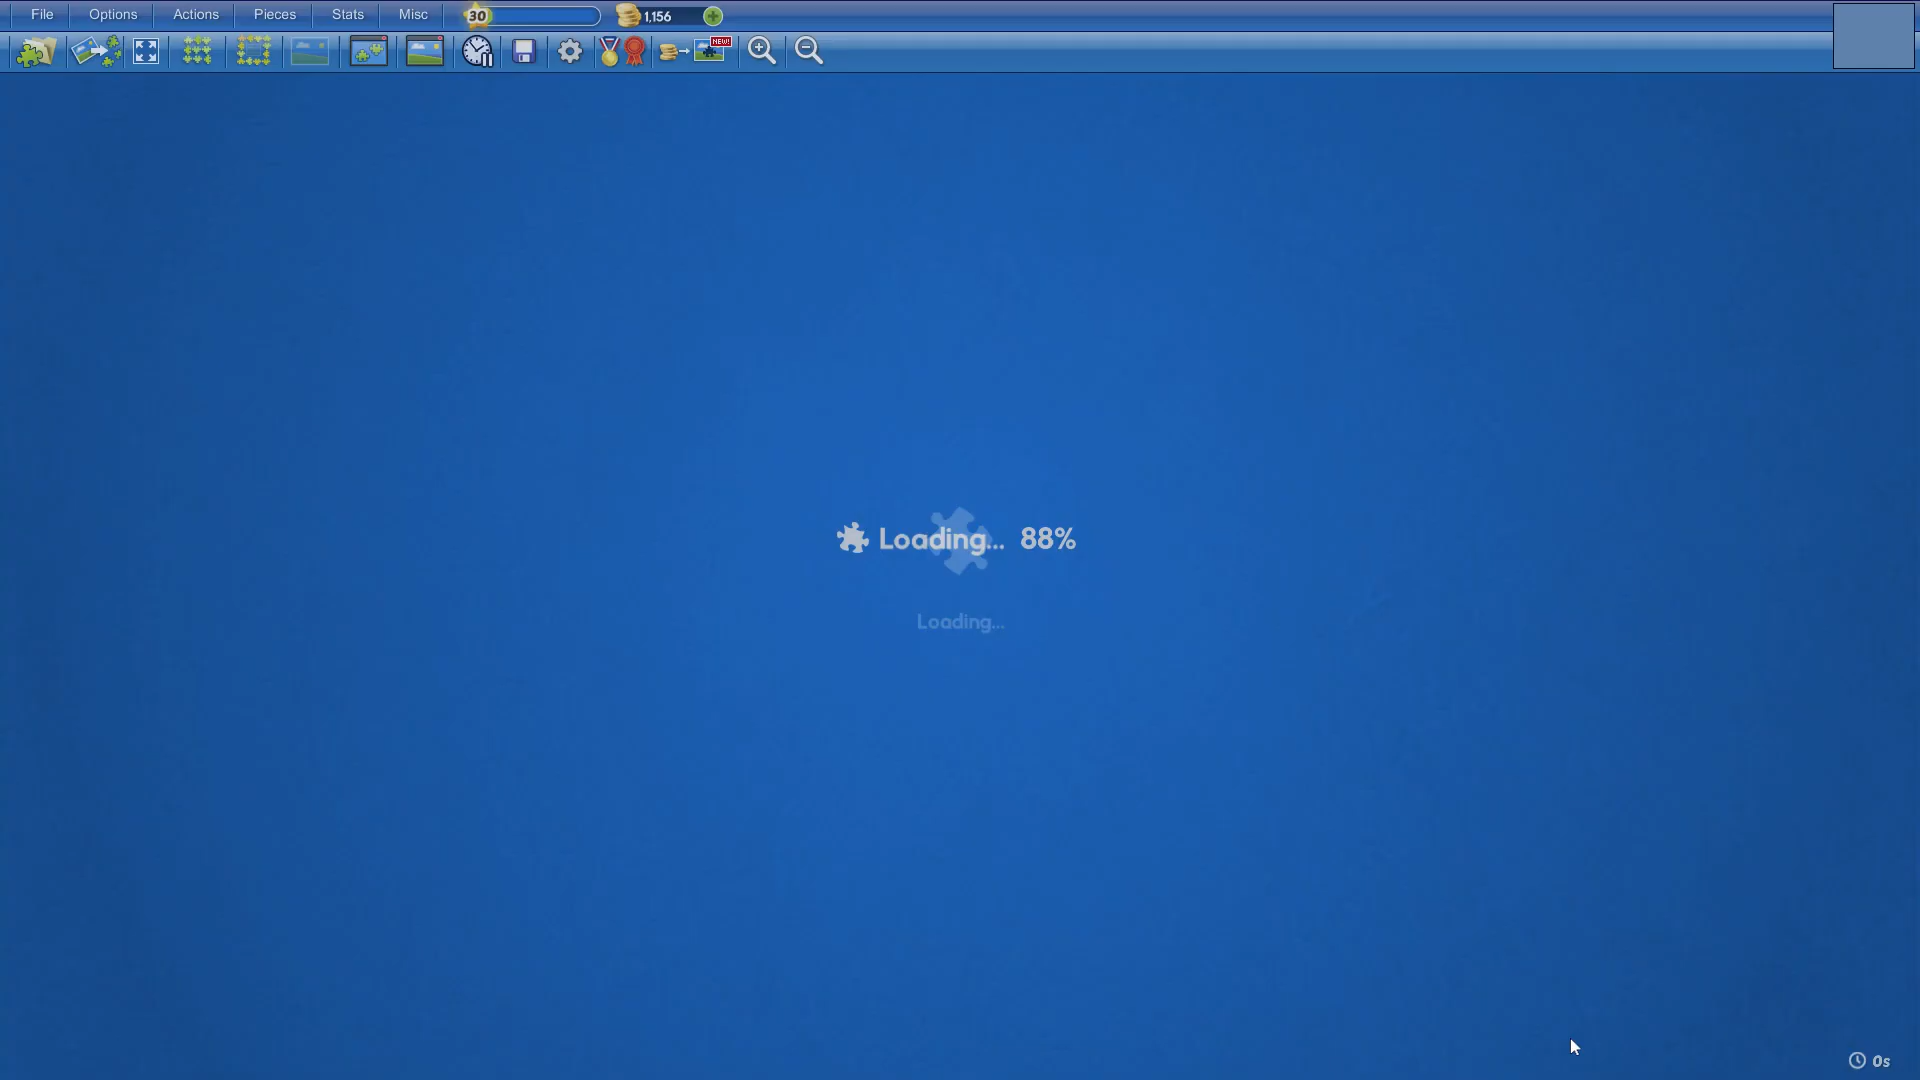 File Options Actions Pieces Stats Misc 30 1,156
NEW!
Loading... 88%
Loading...
0s